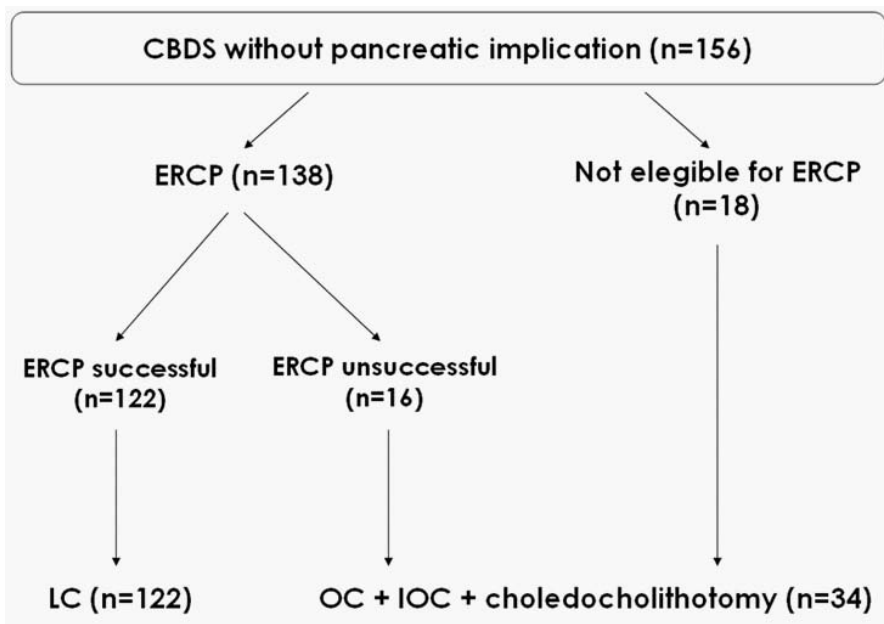 CBDS without pancreatic implication (n=156)
ERCP (n=138)
Not elegible for ERCP
(n=18)
ERCP successful
(n=122)
ERCP unsuccessful
(n=16)
LC (n=122)
OC + IOC + choledocholithotomy (n=34)